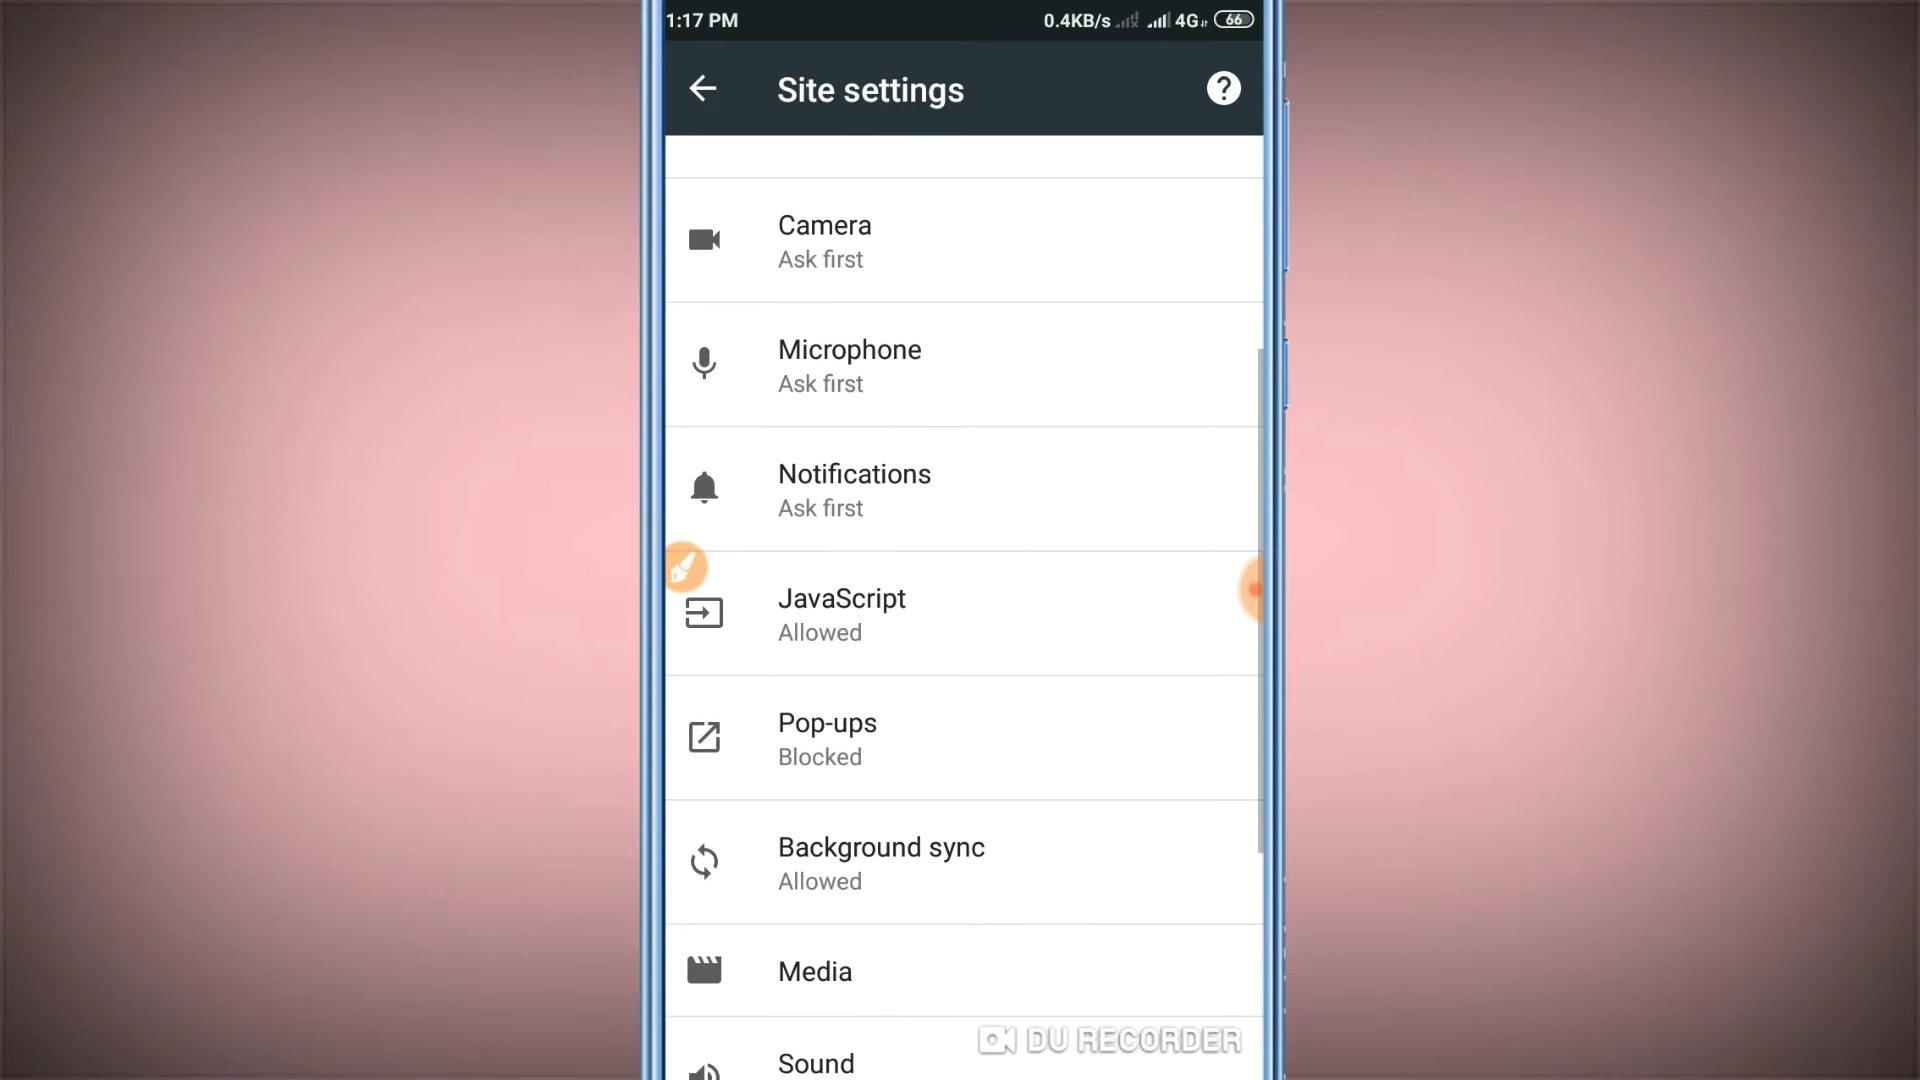 1:17 PM 0.4KB/s 4G 66
Site settings
Camera
Ask first
Microphone
Ask first
Notifications
Ask first
JavaScript
Allowed
Pop-ups
Blocked
Background sync
Allowed
Media
DU RECORDER
Sound